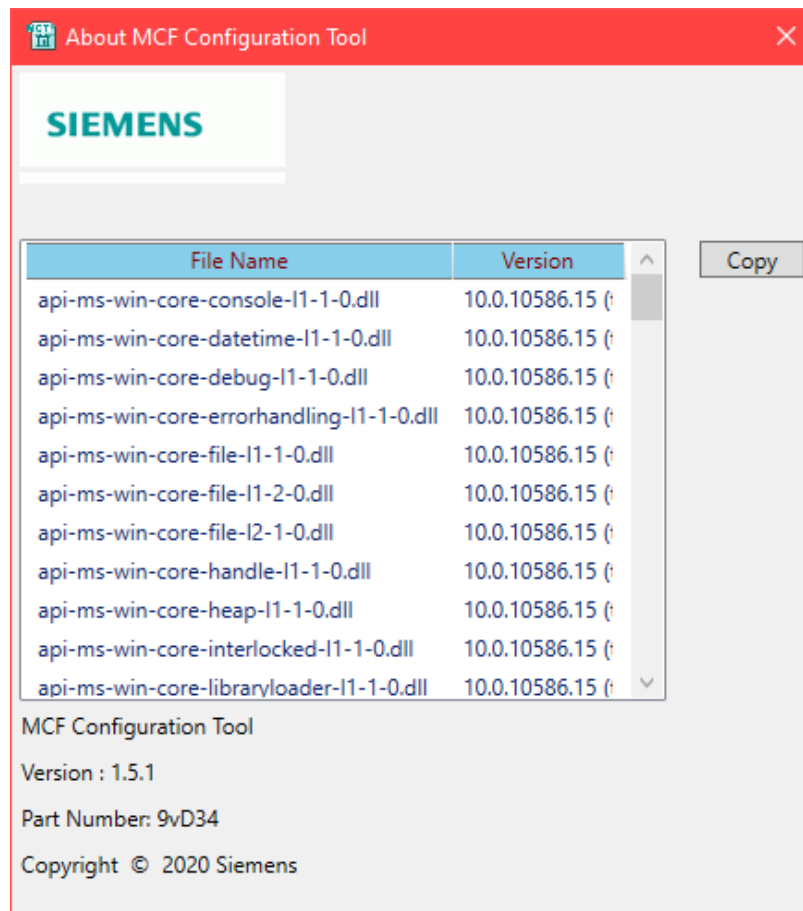 About MCF Configuration Tool
SIEMENS
File Name Version
Copy
api-ms-win-core-console-l1-1-0.dll 10.0.10586.15 (
api-ms-win-core-datetime-l1-1-0.dll 10.0.10586.15 (
api-ms-win-core-debug-l1-1-0.dll 10.0.10586.15 (
api-ms-win-core-errorhandling-l1-1-0.dll 10.0.10586.15 (
api-ms-win-core-file-l1-1-0.dll 10.0.10586.15 (
api-ms-win-core-file-l1-2-0.dll 10.0.10586.15 (
api-ms-win-core-file-l2-1-0.dll 10.0.10586.15 (
api-ms-win-core-handle-l1-1-0.dll 10.0.10586.15 (
api-ms-win-core-heap-l1-1-0.dll 10.0.10586.15 (
api-ms-win-core-interlocked-l1-1-0.dll 10.0.10586.15 (
api-ms-win-core-libraryloader-l1-1-0.dll 10.0.10586.15 (
MCF Configuration Tool
Version : 1.5.1
Part Number: 9vD34
Copyright © 2020 Siemens